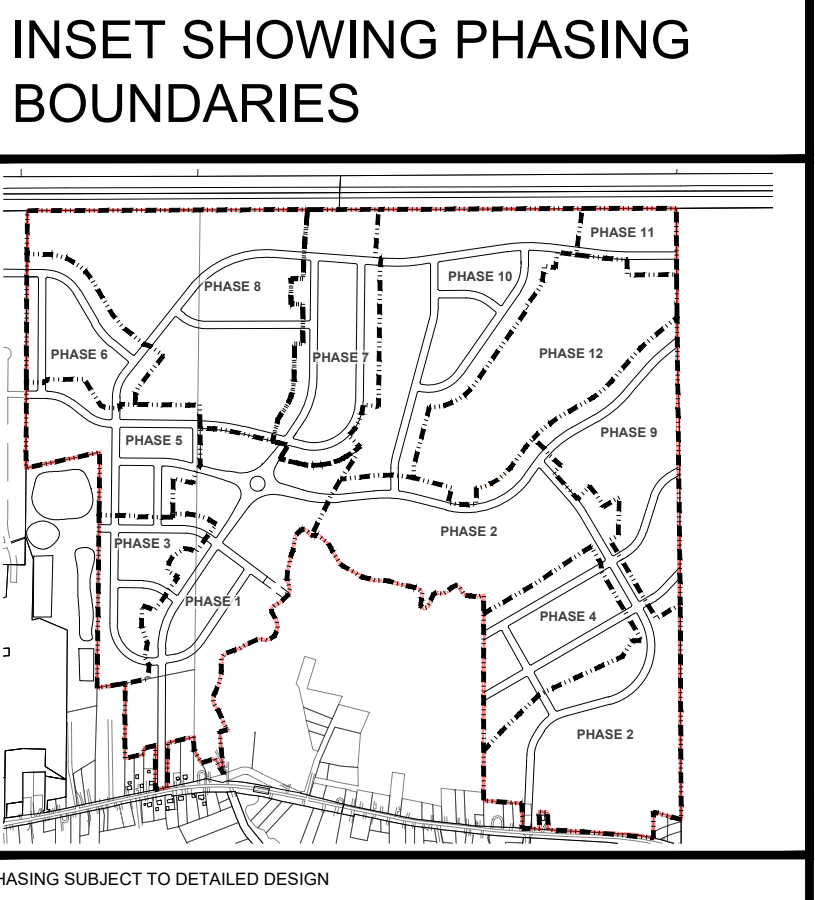 INSET SHOWING PHASING
BOUNDARIES
PHASE 11
PHASE 10
PHASE 8
PHASE 6
PHASE 7
PHASE 12
PHASE 5
PHASE 9
PHASE 2
PHASE 3
PHASE 1
PHASE 4
PHASE 2
HASING SUBJECT TO DETAILED DESIGN